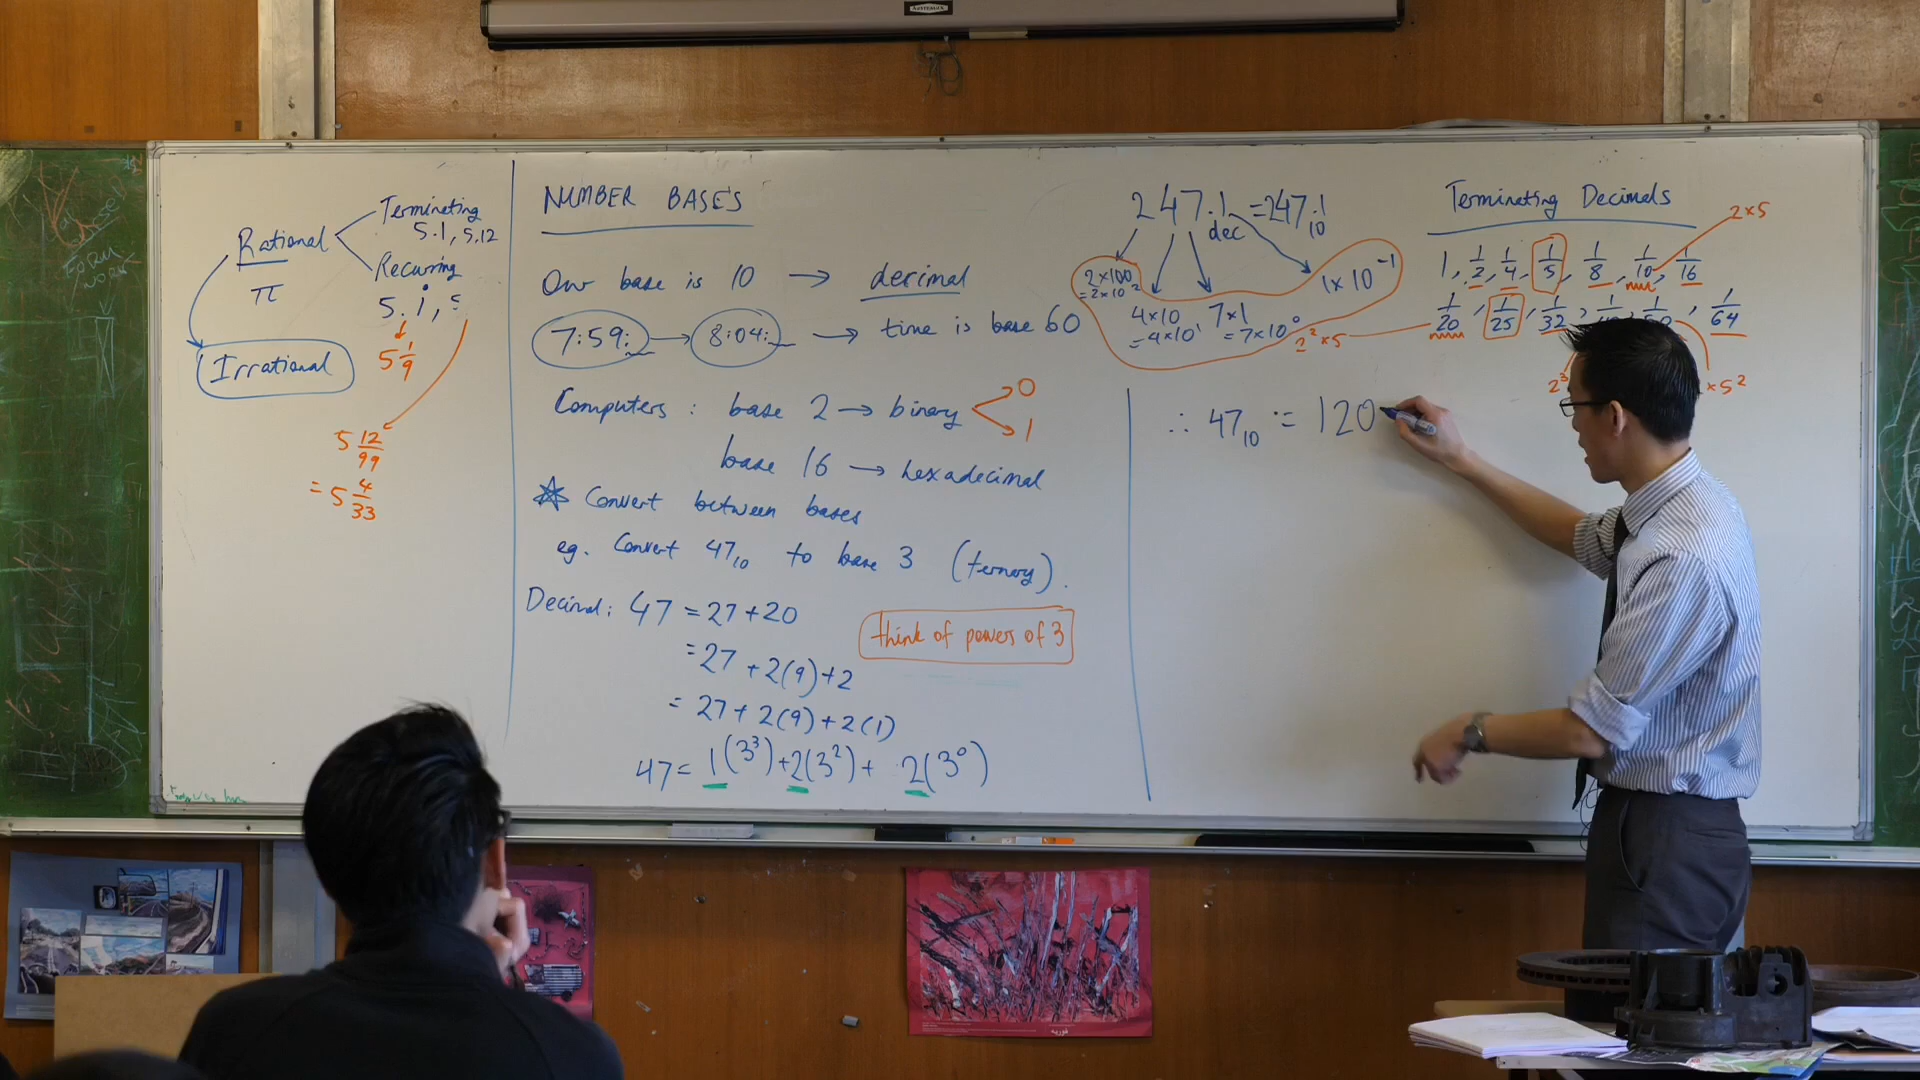 Rational
Terminating
5.1, 5.12
Recurring
π
5.1̇,
5 1/9
Irrational
5 12/99
= 5 4/33
NUMBER BASES
Our base is 10 → decimal
7:59:__ → 8:04:__ → time is base 60
Computers : base 2 → binary
0
1
base 16 → hexadecimal
☆ Convert between bases
eg. Convert 47₁₀ to base 3 (ternary).
Decimal: 47 = 27+20
= 27 + 2(9)+2
= 27 + 2(9) + 2(1)
47 = 1(3³)+2(3²)+ 2(3⁰)
think of powers of 3
247.1 dec = 247.1 10
2×100
= 2×10²
4×10
= 4×10¹
7×1
= 7×10⁰
1×10⁻¹
Terminating Decimals
2×5
1, 1/2, 1/4, 1/5, 1/8, 1/10, 1/16
1/20, 1/25, 1/32, 1/64
2²×5
2³
×5²
∴ 47₁₀ = 120